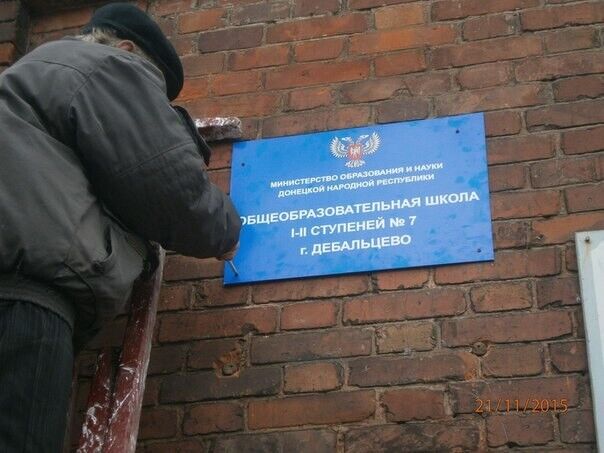 МИНИСТЕРСТВО ОБРАЗОВАНИЯ И НАУКИ
ДОНЕЦКОЙ НАРОДНОЙ РЕСПУБЛИКИ
ОБЩЕОБРАЗОВАТЕЛЬНАЯ ШКОЛА
I-II СТУПЕНЕЙ № 7
г. ДЕБАЛЬЦЕВО
21/11/2015